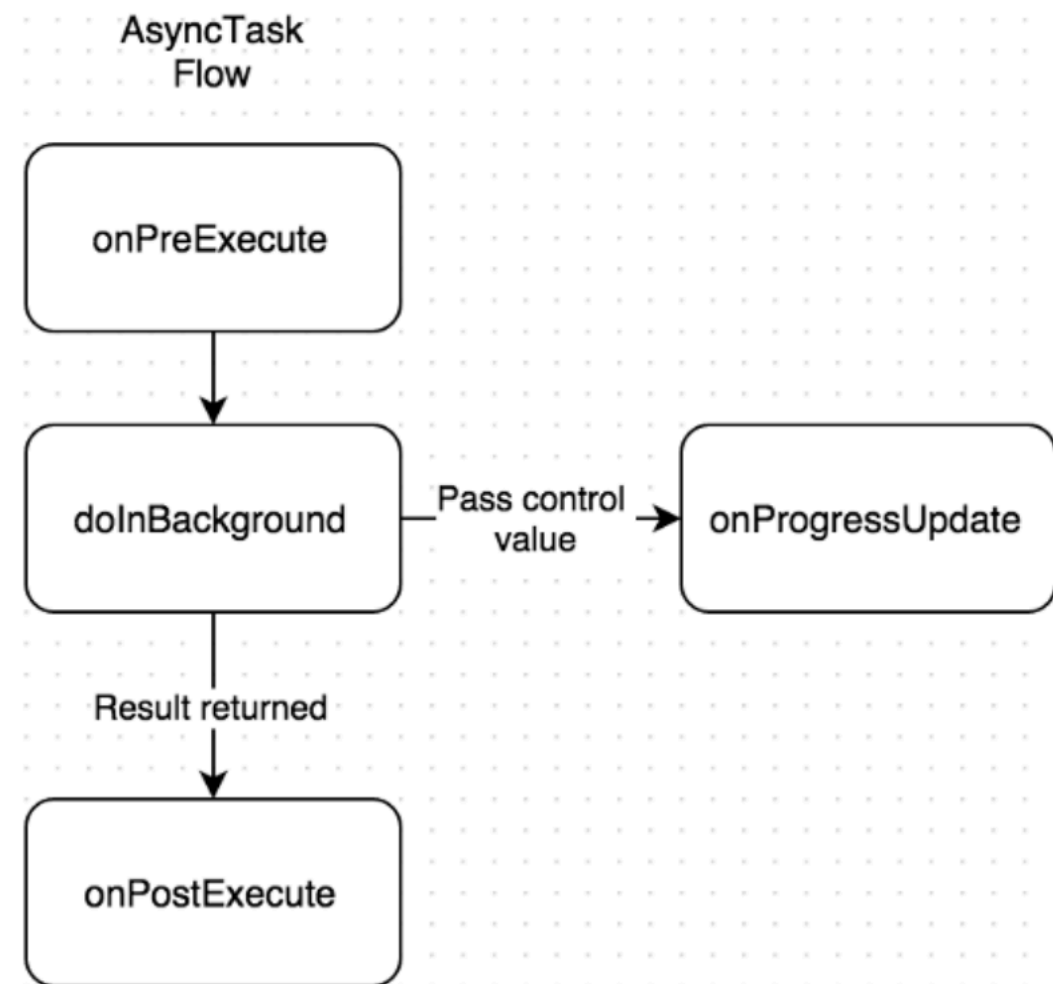 AsyncTask
Flow
onPreExecute
doInBackground
Pass control
value
onProgressUpdate
Result returned
onPostExecute